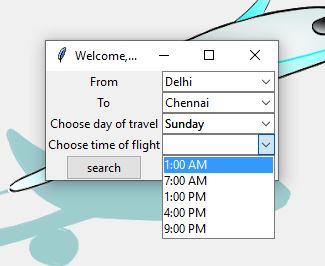 Welcome,...
From Delhi
To Chennai
Choose day of travel Sunday
Choose time of flight
search
1:00 AM
7:00 AM
1:00 PM
4:00 PM
9:00 PM